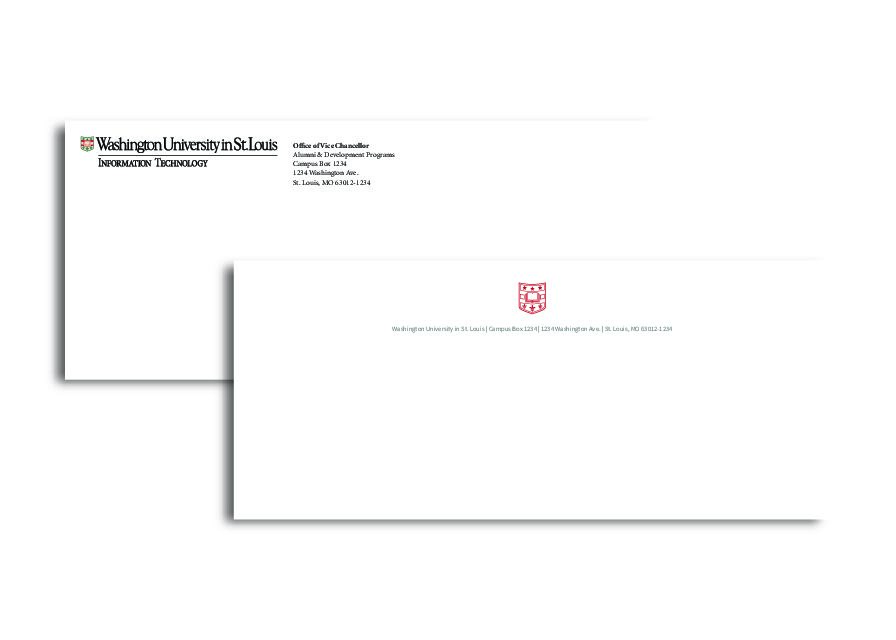 Washington University in St. Louis
Information Technology
Office of Vice Chancellor
Alumni & Development Programs
Campus Box 1234
1234 Washington Ave.
St. Louis, MO 63012-1234
Washington University in St. Louis | Campus Box 1234 | 1234 Washington Ave. | St. Louis, MO 63012-1234